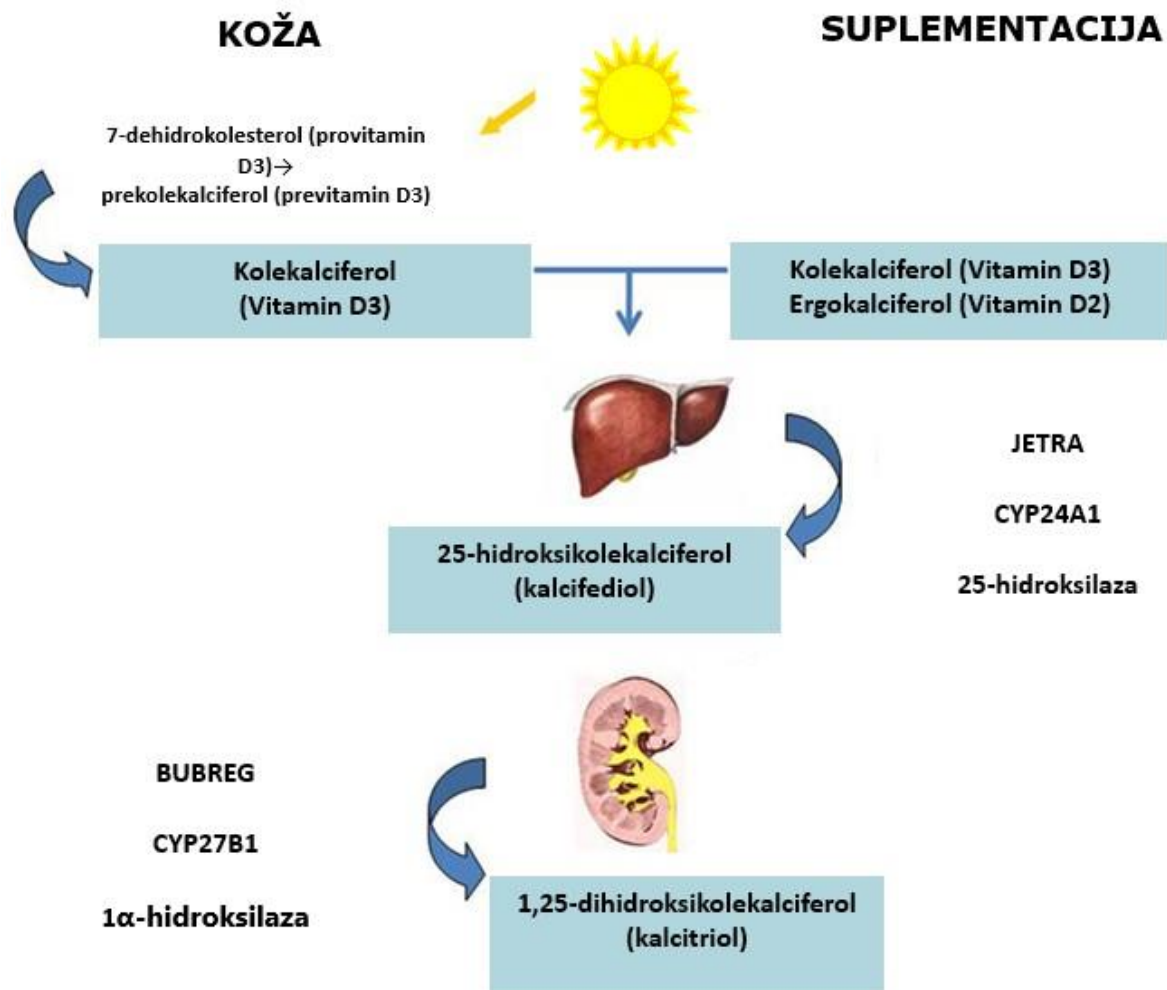 KOŽA
SUPLEMENTACIJA
7-dehidrokolesterol (provitamin
D3)→
prekolekalciferol (previtamin D3)
Kolekalciferol
(Vitamin D3)
Kolekalciferol (Vitamin D3)
Ergokalciferol (Vitamin D2)
JETRA
CYP24A1
25-hidroksilaza
25-hidroksikolekalciferol
(kalcifediol)
BUBREG
CYP27B1
1α-hidroksilaza
1,25-dihidroksikolekalciferol
(kalcitriol)